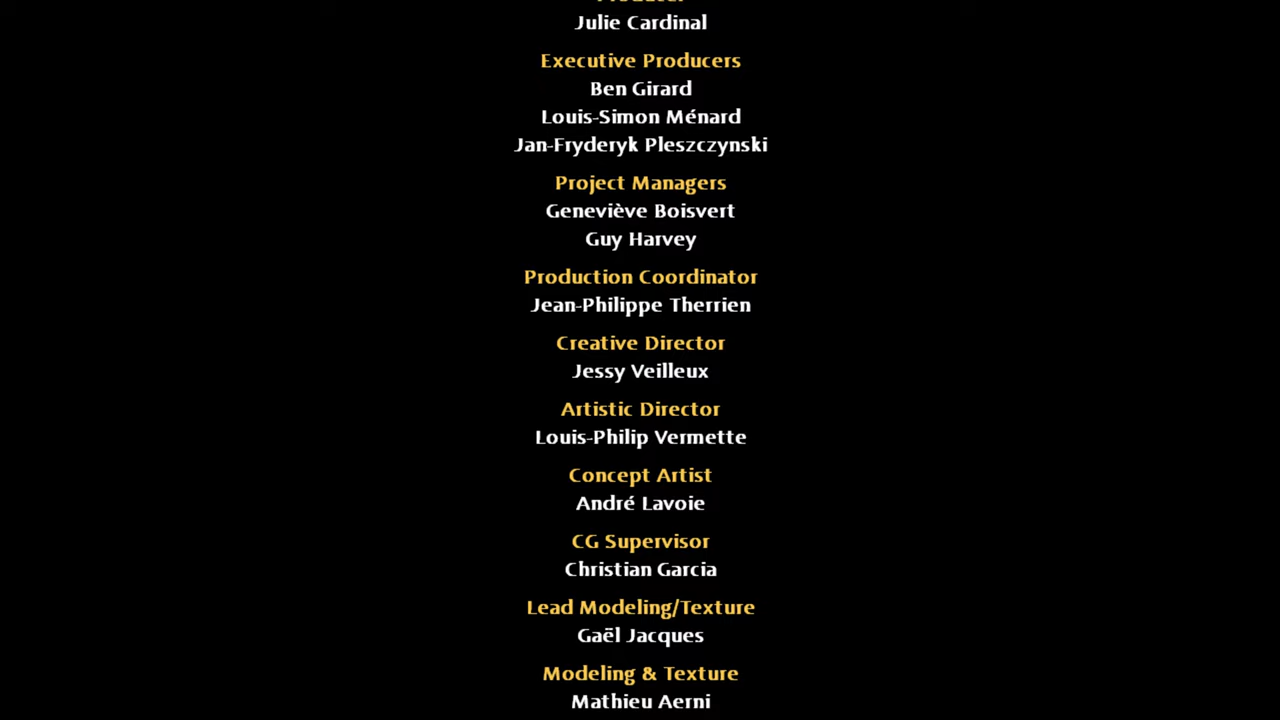 Producer
Julie Cardinal
Executive Producers
Ben Girard
Louis-Simon Ménard
Jan-Fryderyk Pleszczynski
Project Managers
Geneviève Boisvert
Guy Harvey
Production Coordinator
Jean-Philippe Therrien
Creative Director
Jessy Veilleux
Artistic Director
Louis-Philip Vermette
Concept Artist
André Lavoie
CG Supervisor
Christian Garcia
Lead Modeling/Texture
Gaël Jacques
Modeling & Texture
Mathieu Aerni